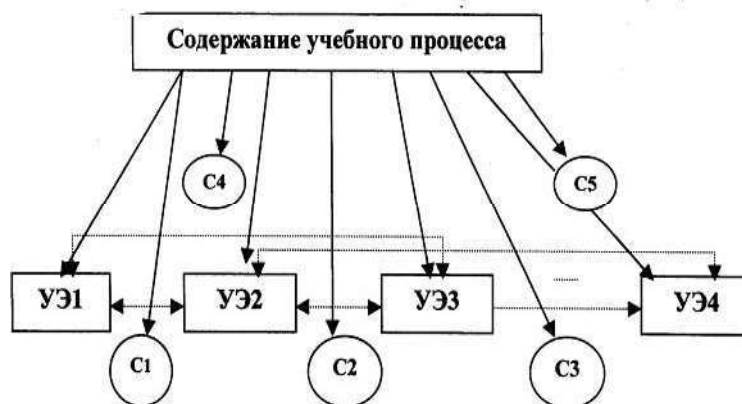 Содержание учебного процесса
С4
С5
УЭ1
УЭ2
УЭ3
УЭ4
С1
С2
С3